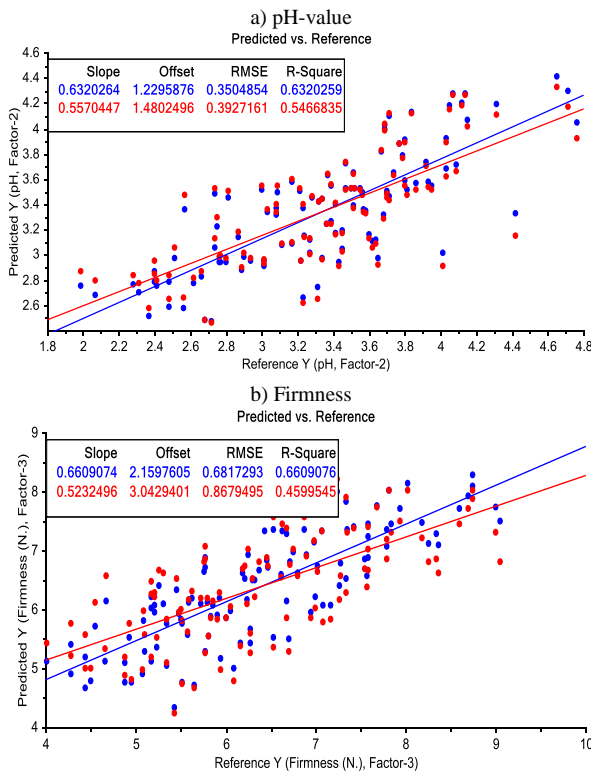 a) pH-value
Predicted vs. Reference
4.6
4.4
4.2
4
3.8
3.6
3.4
3.2
3
2.8
2.6
Slope Offset RMSE R-Square
0.6320264 1.2295876 0.3504854 0.6320259
0.5570447 1.4802496 0.3927161 0.5466835
Predicted Y (pH, Factor-2)
1.8 2 2.2 2.4 2.6 2.8 3 3.2 3.4 3.6 3.8 4 4.2 4.4 4.6 4.8
Reference Y (pH, Factor-2)
b) Firmness
Predicted vs. Reference
9
8
7
6
5
4
Slope Offset RMSE R-Square
0.6609074 2.1597605 0.6817293 0.6609076
0.5232496 3.0429401 0.8679495 0.4599545
Predicted Y (Firmness (N.), Factor-3)
4 5 6 7 8 9 10
Reference Y (Firmness (N.), Factor-3)